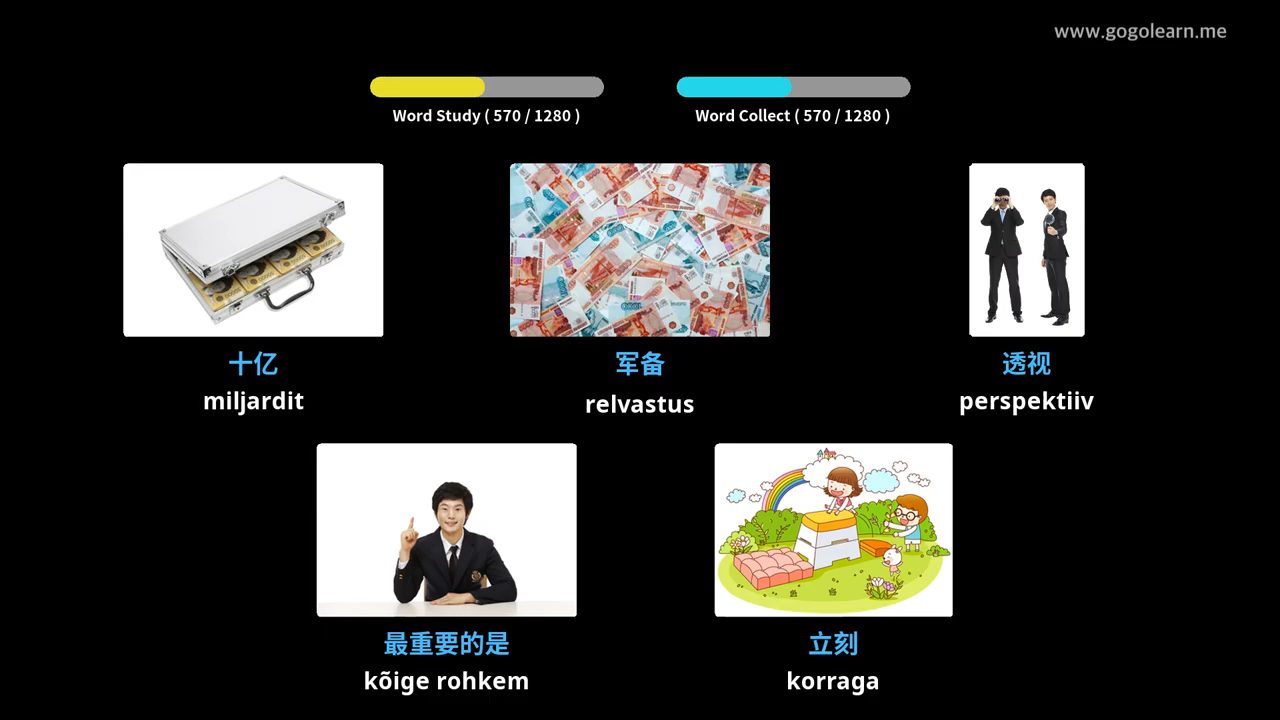 www.gogolearn.me
Word Study ( 570 / 1280 )
Word Collect ( 570 / 1280 )
十亿
军备
透视
miljardit
relvastus
perspektiiv
最重要的是
立刻
kõige rohkem
korraga